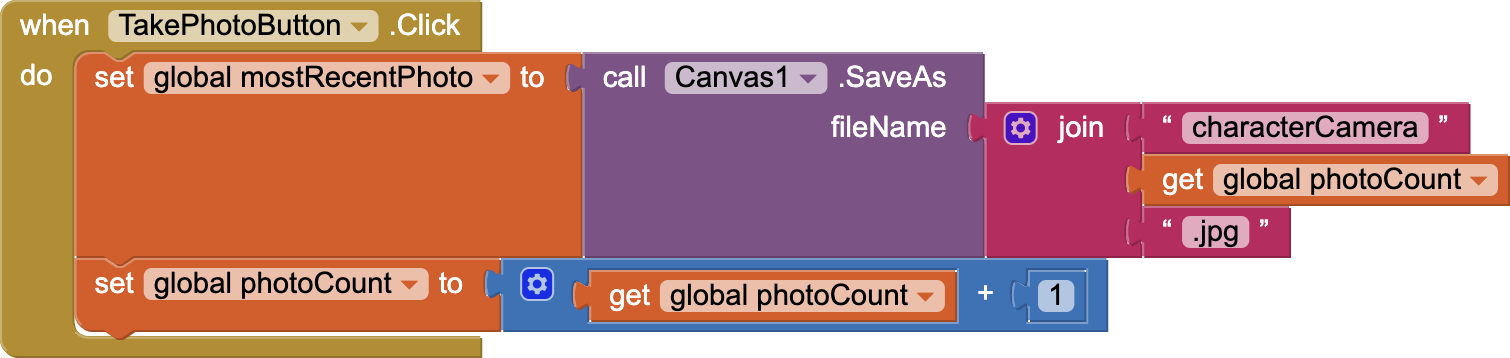 when TakePhotoButton .Click
do set global mostRecentPhoto to call Canvas1 .SaveAs
fileName join “ characterCamera ”
get global photoCount
“ .jpg ”
set global photoCount to get global photoCount + 1